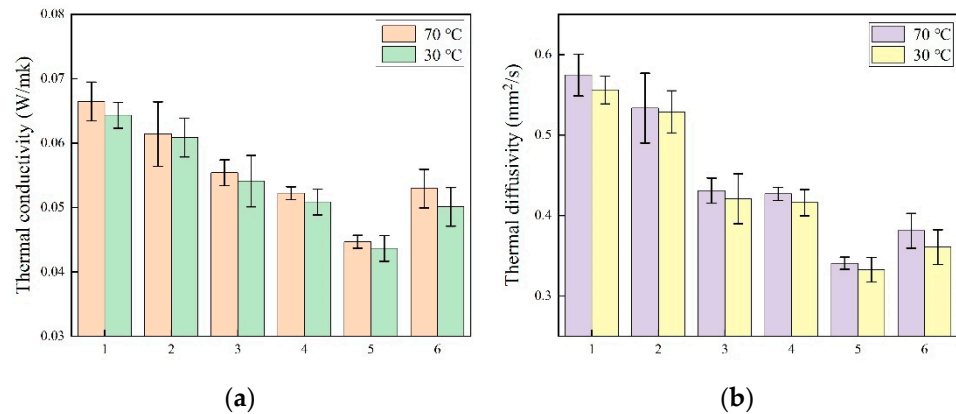 0.08
0.07
0.06
0.05
0.04
0.03
Thermal conductivity (W/mk)
70 ℃
30 ℃
1 2 3 4 5 6
(a)
0.6
0.5
0.4
0.3
Thermal diffusivity (mm²/s)
70 ℃
30 ℃
1 2 3 4 5 6
(b)